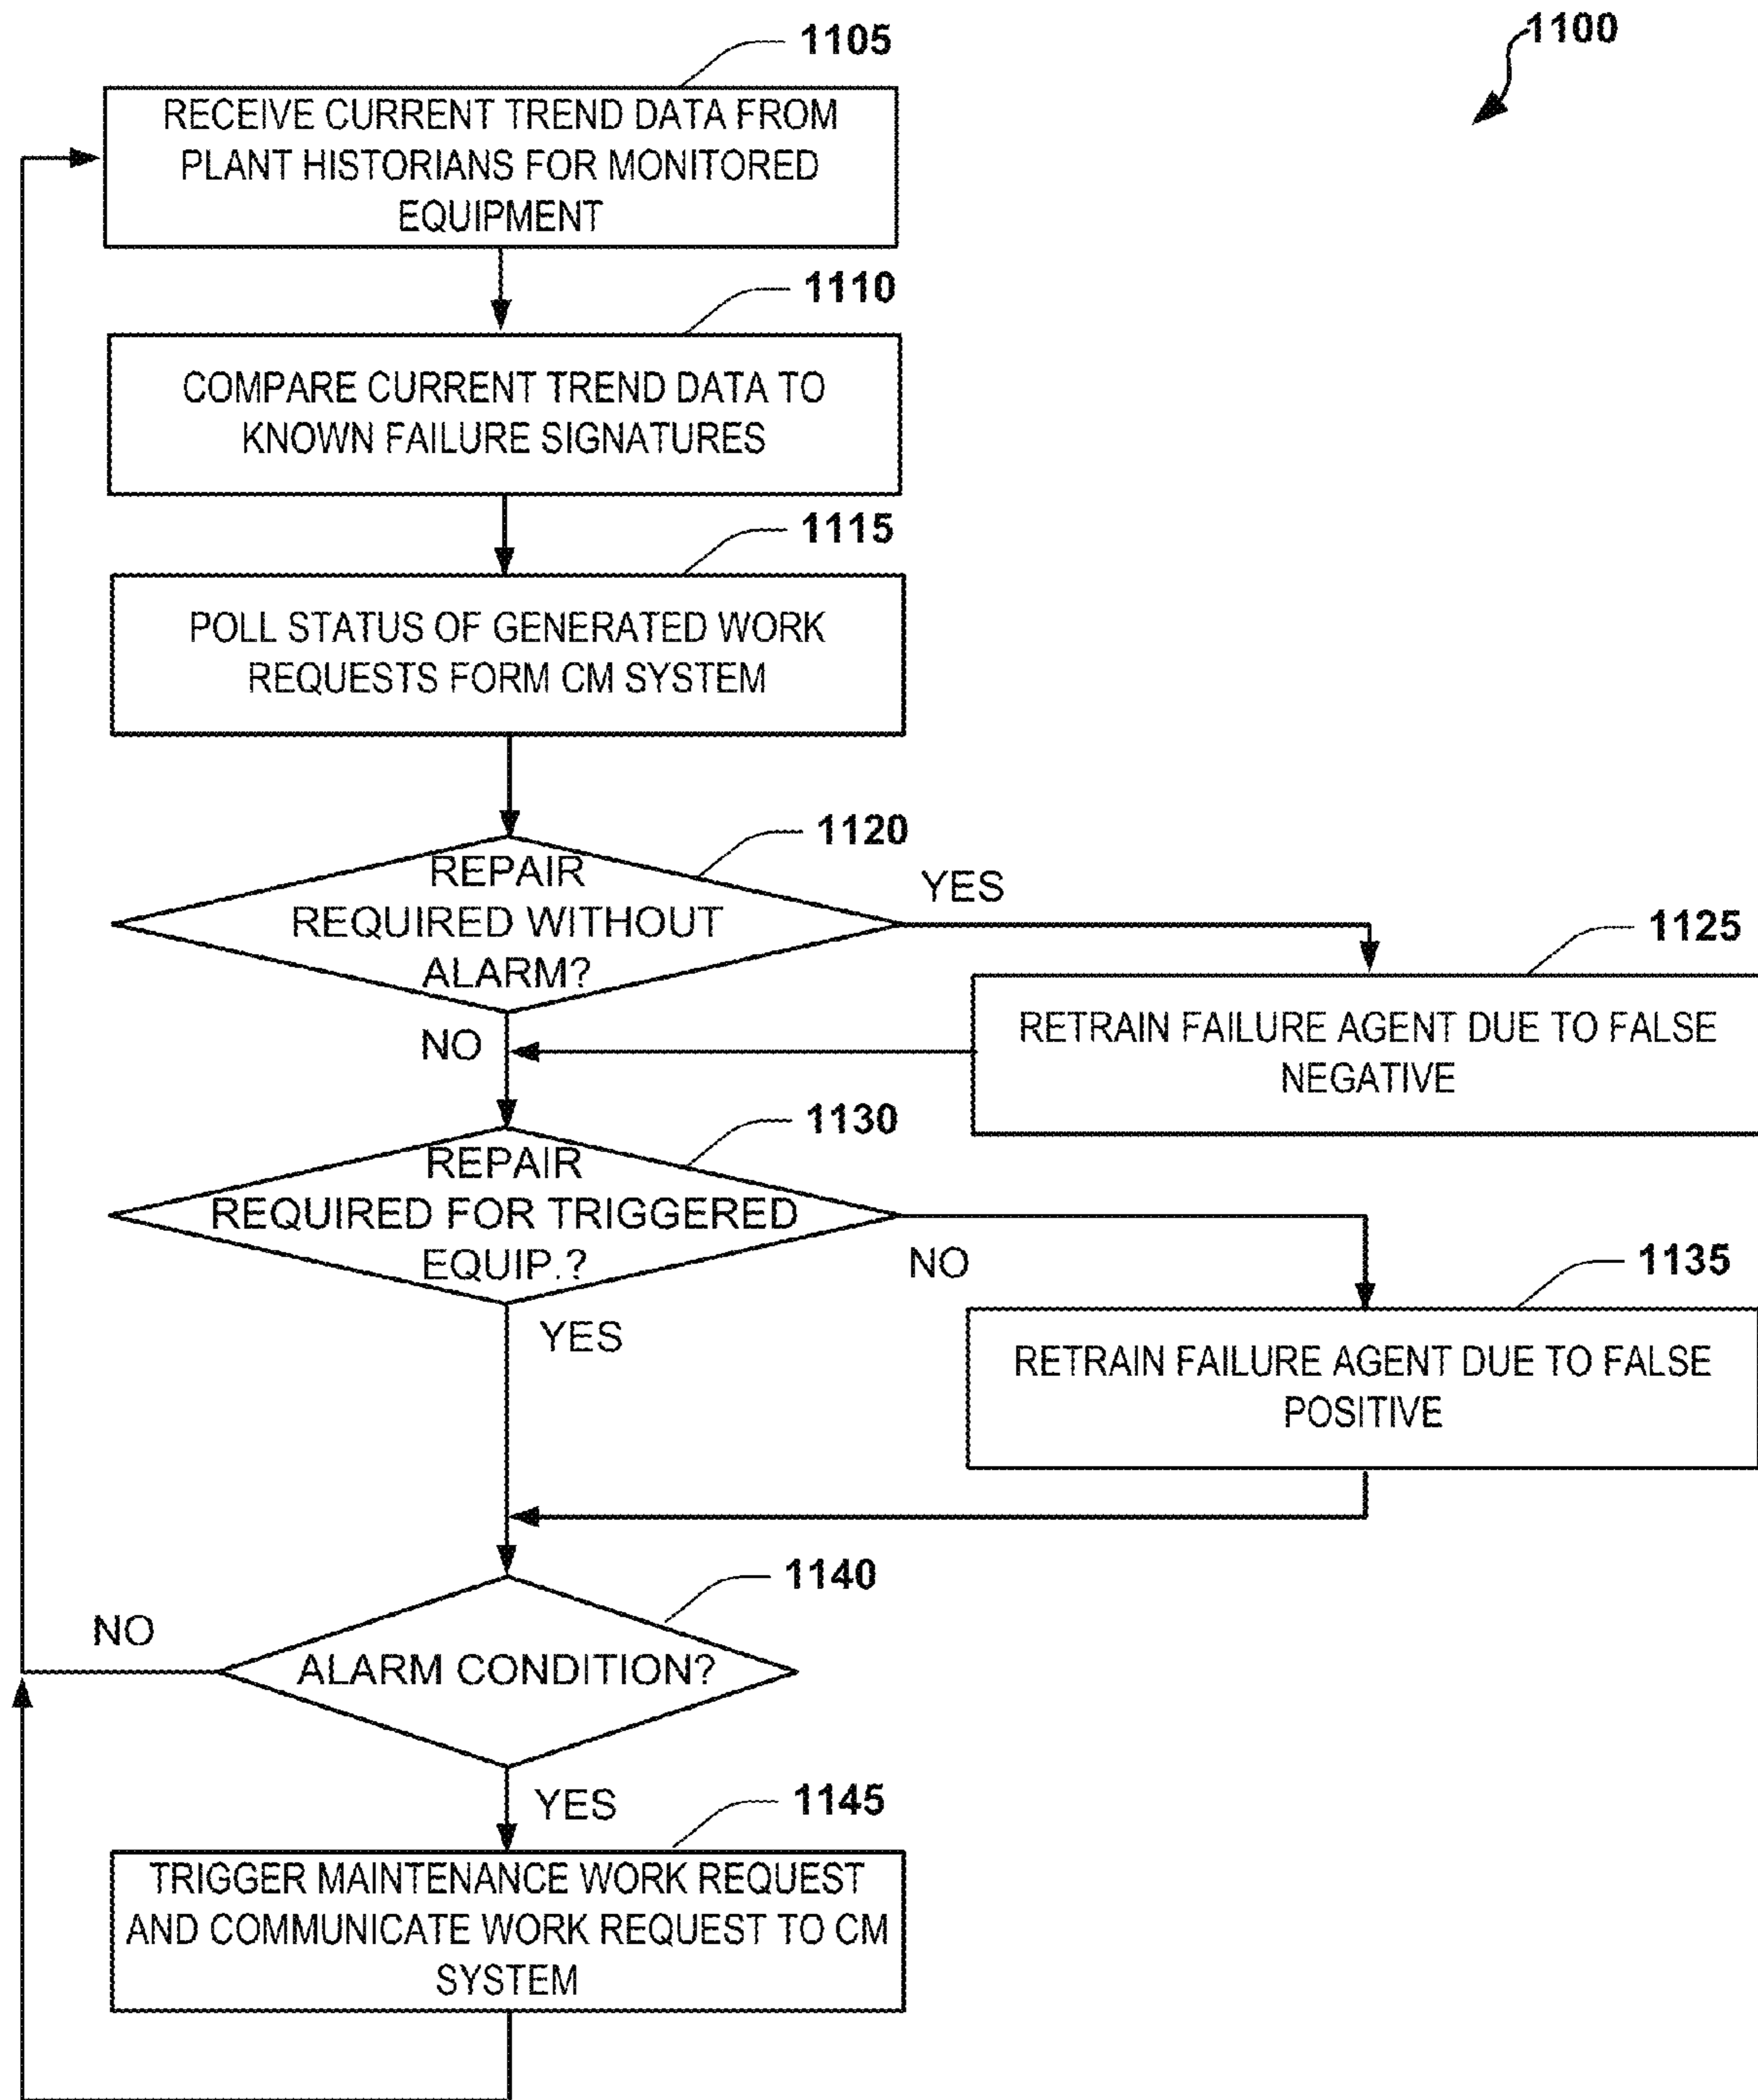 1100
1105
RECEIVE CURRENT TREND DATA FROM
PLANT HISTORIANS FOR MONITORED
EQUIPMENT
1110
COMPARE CURRENT TREND DATA TO
KNOWN FAILURE SIGNATURES
1115
POLL STATUS OF GENERATED WORK
REQUESTS FORM CM SYSTEM
1120
REPAIR
REQUIRED WITHOUT
ALARM?
YES
1125
RETRAIN FAILURE AGENT DUE TO FALSE
NEGATIVE
NO
1130
REPAIR
REQUIRED FOR TRIGGERED
EQUIP.?
NO
1135
RETRAIN FAILURE AGENT DUE TO FALSE
POSITIVE
YES
1140
NO
ALARM CONDITION?
YES
1145
TRIGGER MAINTENANCE WORK REQUEST
AND COMMUNICATE WORK REQUEST TO CM
SYSTEM